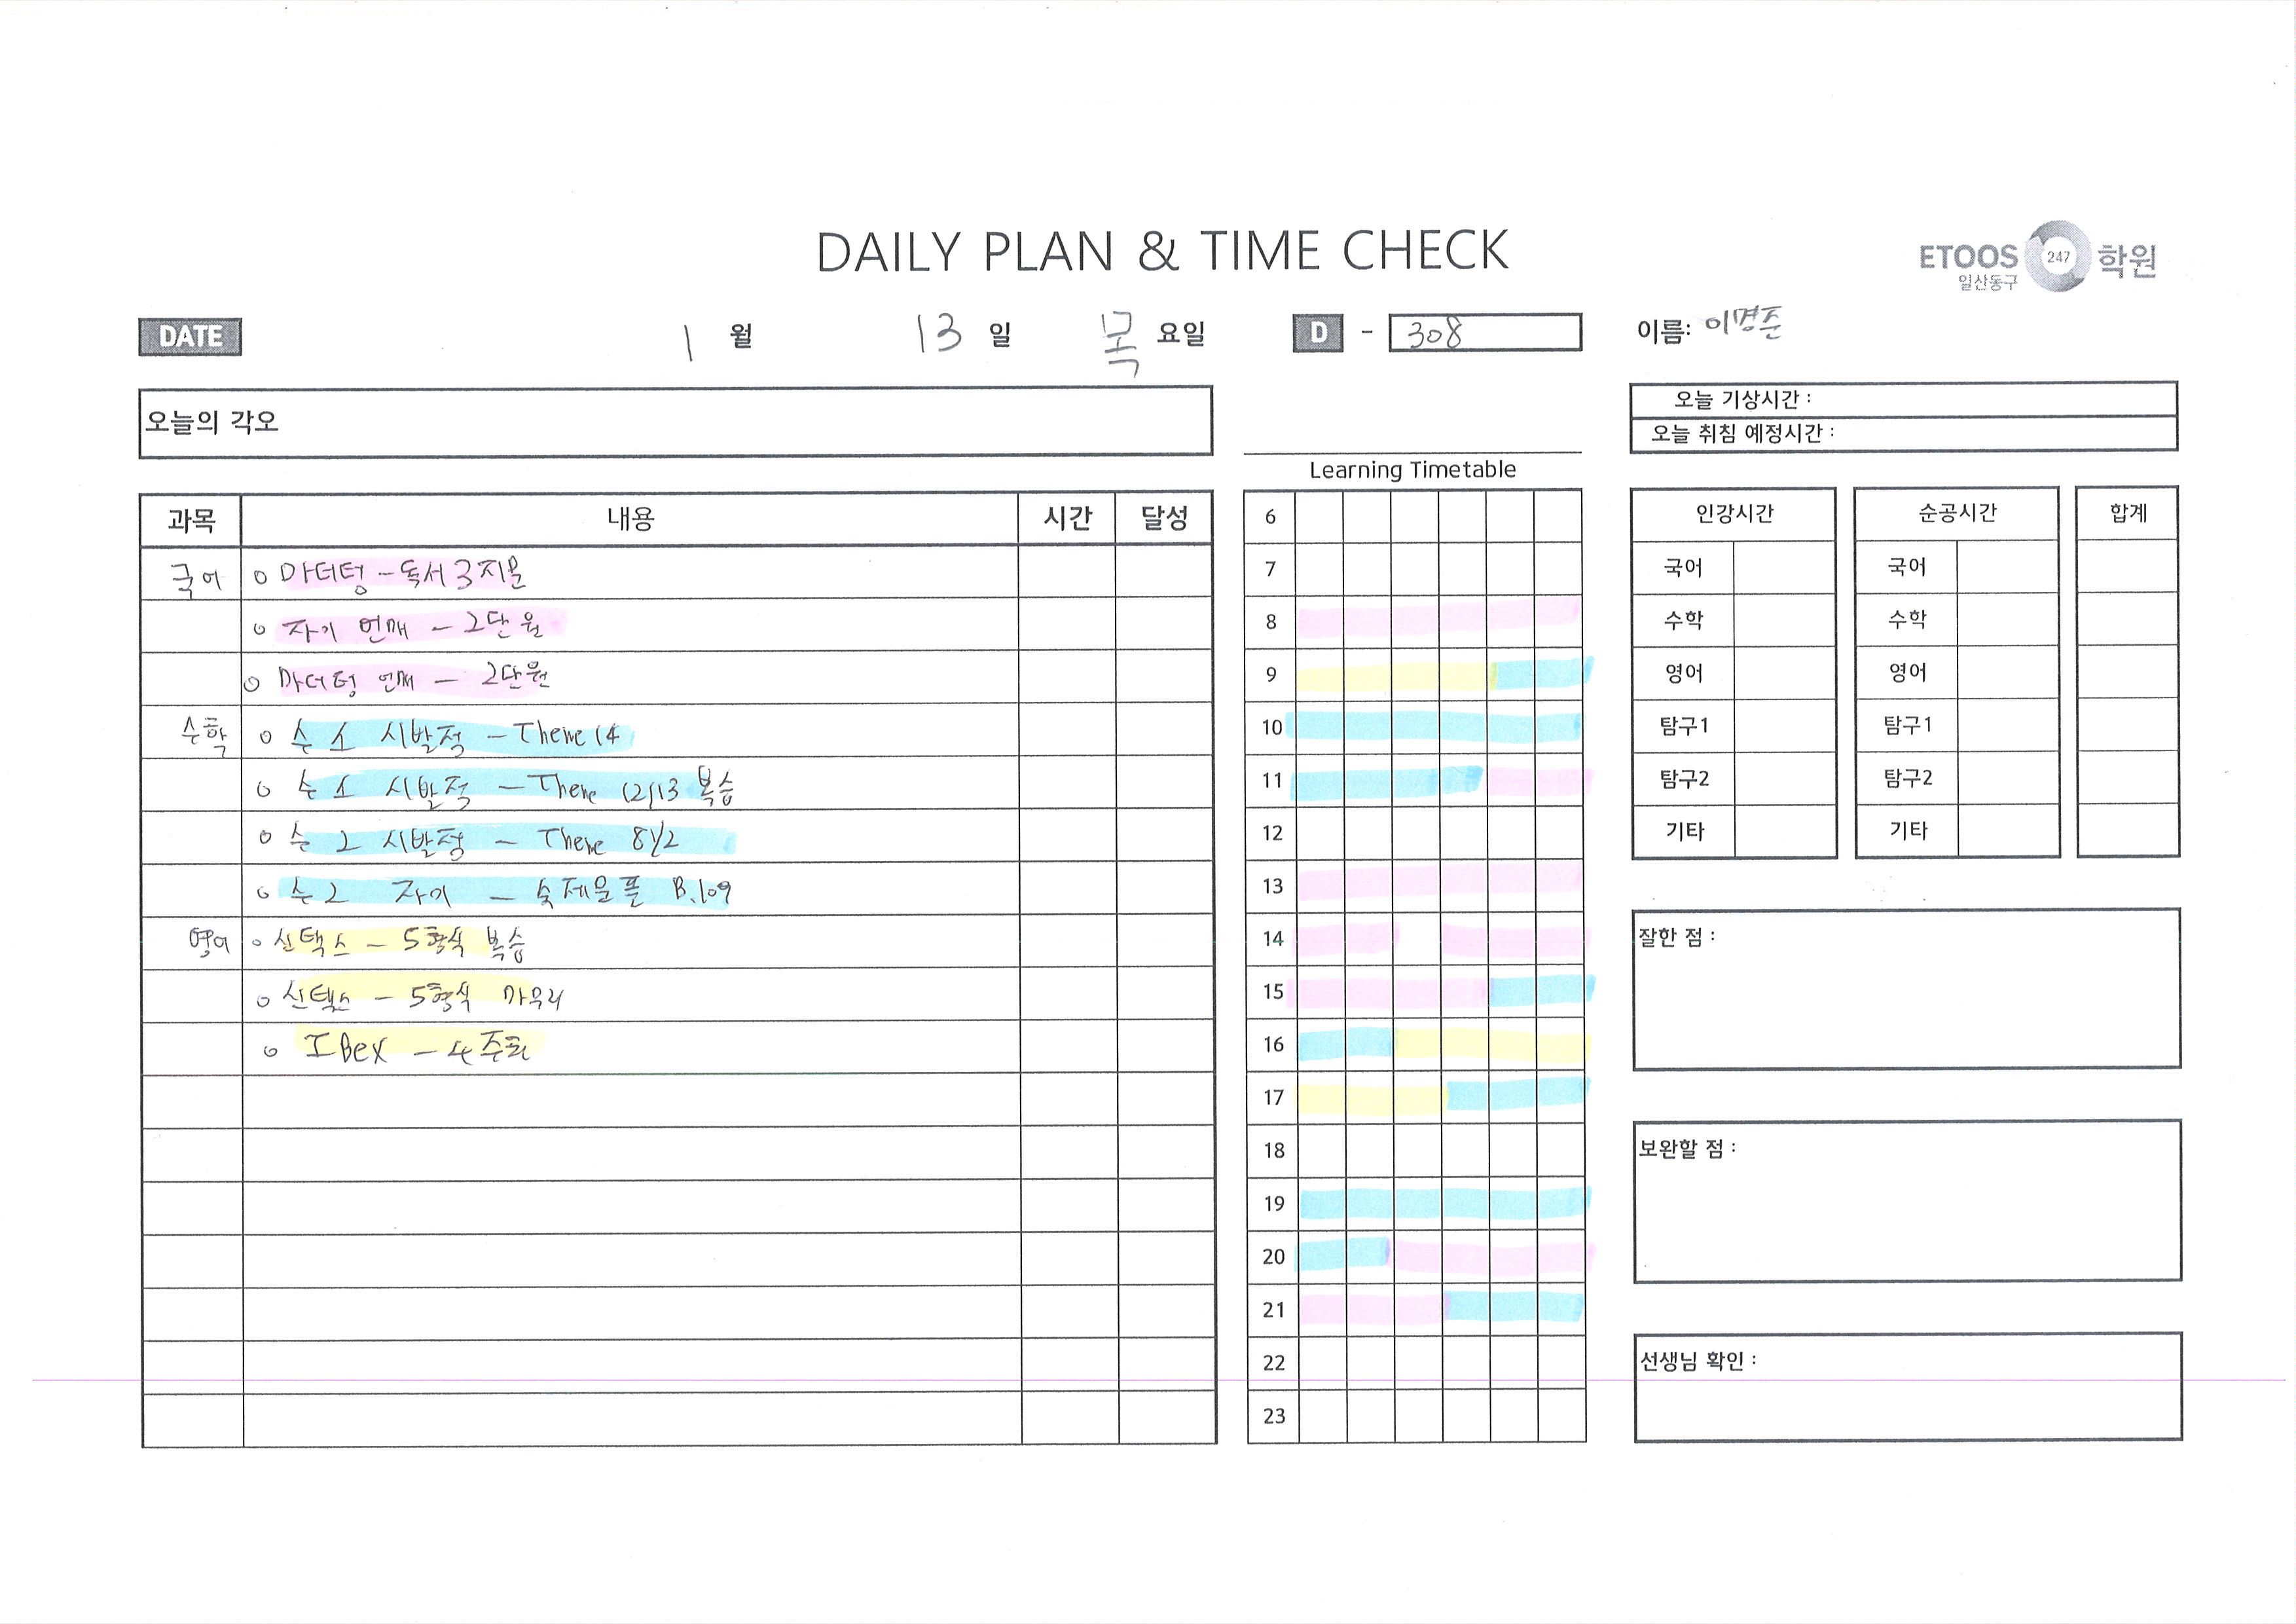 DAILY PLAN & TIME CHECK
ETOOS 247 학원
일산동구
DATE 1 월 13 일 목 요일 D - 308 이름: 이명준
오늘의 각오
오늘 기상시간 :
오늘 취침 예정시간 :
Learning Timetable
과목 내용 시간 달성
국어 o 마더텅 - 독서 3지문
o 자이 언매 - 2단원
o 마더텅 언매 - 2단원
수학 o 수1 시발점 - Theme 14
o 수1 시발점 - Theme 12,13 복습
o 수2 시발점 - Theme 8 1/2
o 수2 자이 - 숙제 B.109
영어 o 신택스 - 5형식 복습
o 신택스 - 5형식 마무리
o IBex - 4주차
6
7
8
9
10
11
12
13
14
15
16
17
18
19
20
21
22
23
인강시간 순공시간 합계
국어 국어
수학 수학
영어 영어
탐구1 탐구1
탐구2 탐구2
기타 기타
잘한 점 :
보완할 점 :
선생님 확인 :